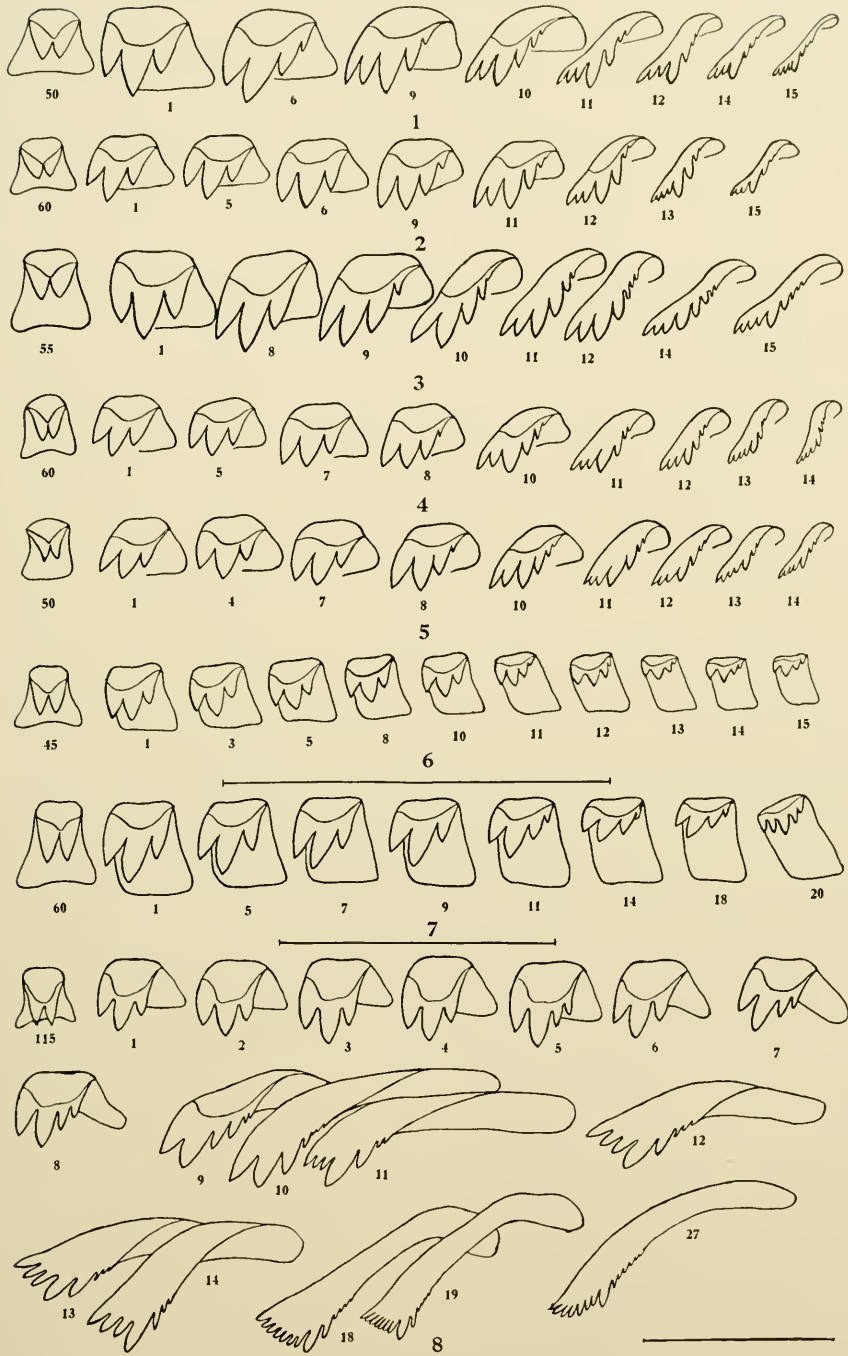 50 1 6 9 10 11 12 14 15
1
60 1 5 6 9 11 12 13 15
2
55 1 8 9 10 11 12 14 15
3
60 1 5 7 8 10 11 12 13 14
4
50 1 4 7 8 10 11 12 13 14
5
45 1 3 5 8 10 11 12 13 14 15
6
60 1 5 7 9 11 14 18 20
7
115 1 2 3 4 5 6 7
8 9 10 11 12
13 14 18 19 27
8